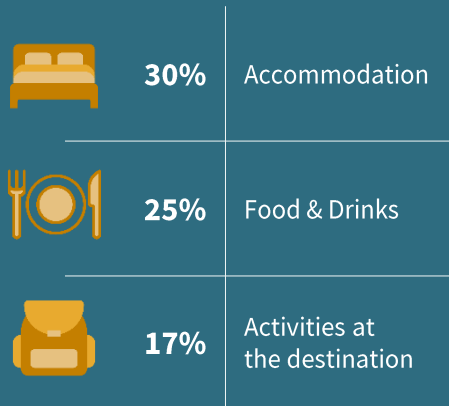 30% Accommodation
25% Food & Drinks
17% Activities at
the destination